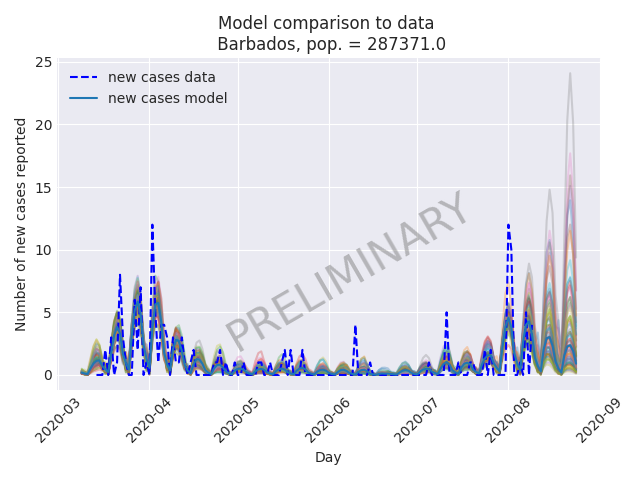 Model comparison to data
Barbados, pop. = 287371.0
new cases data
new cases model
Number of new cases reported
25
20
15
10
5
0
PRELIMINARY
2020-03
2020-04
2020-05
2020-06
2020-07
2020-08
2020-09
Day